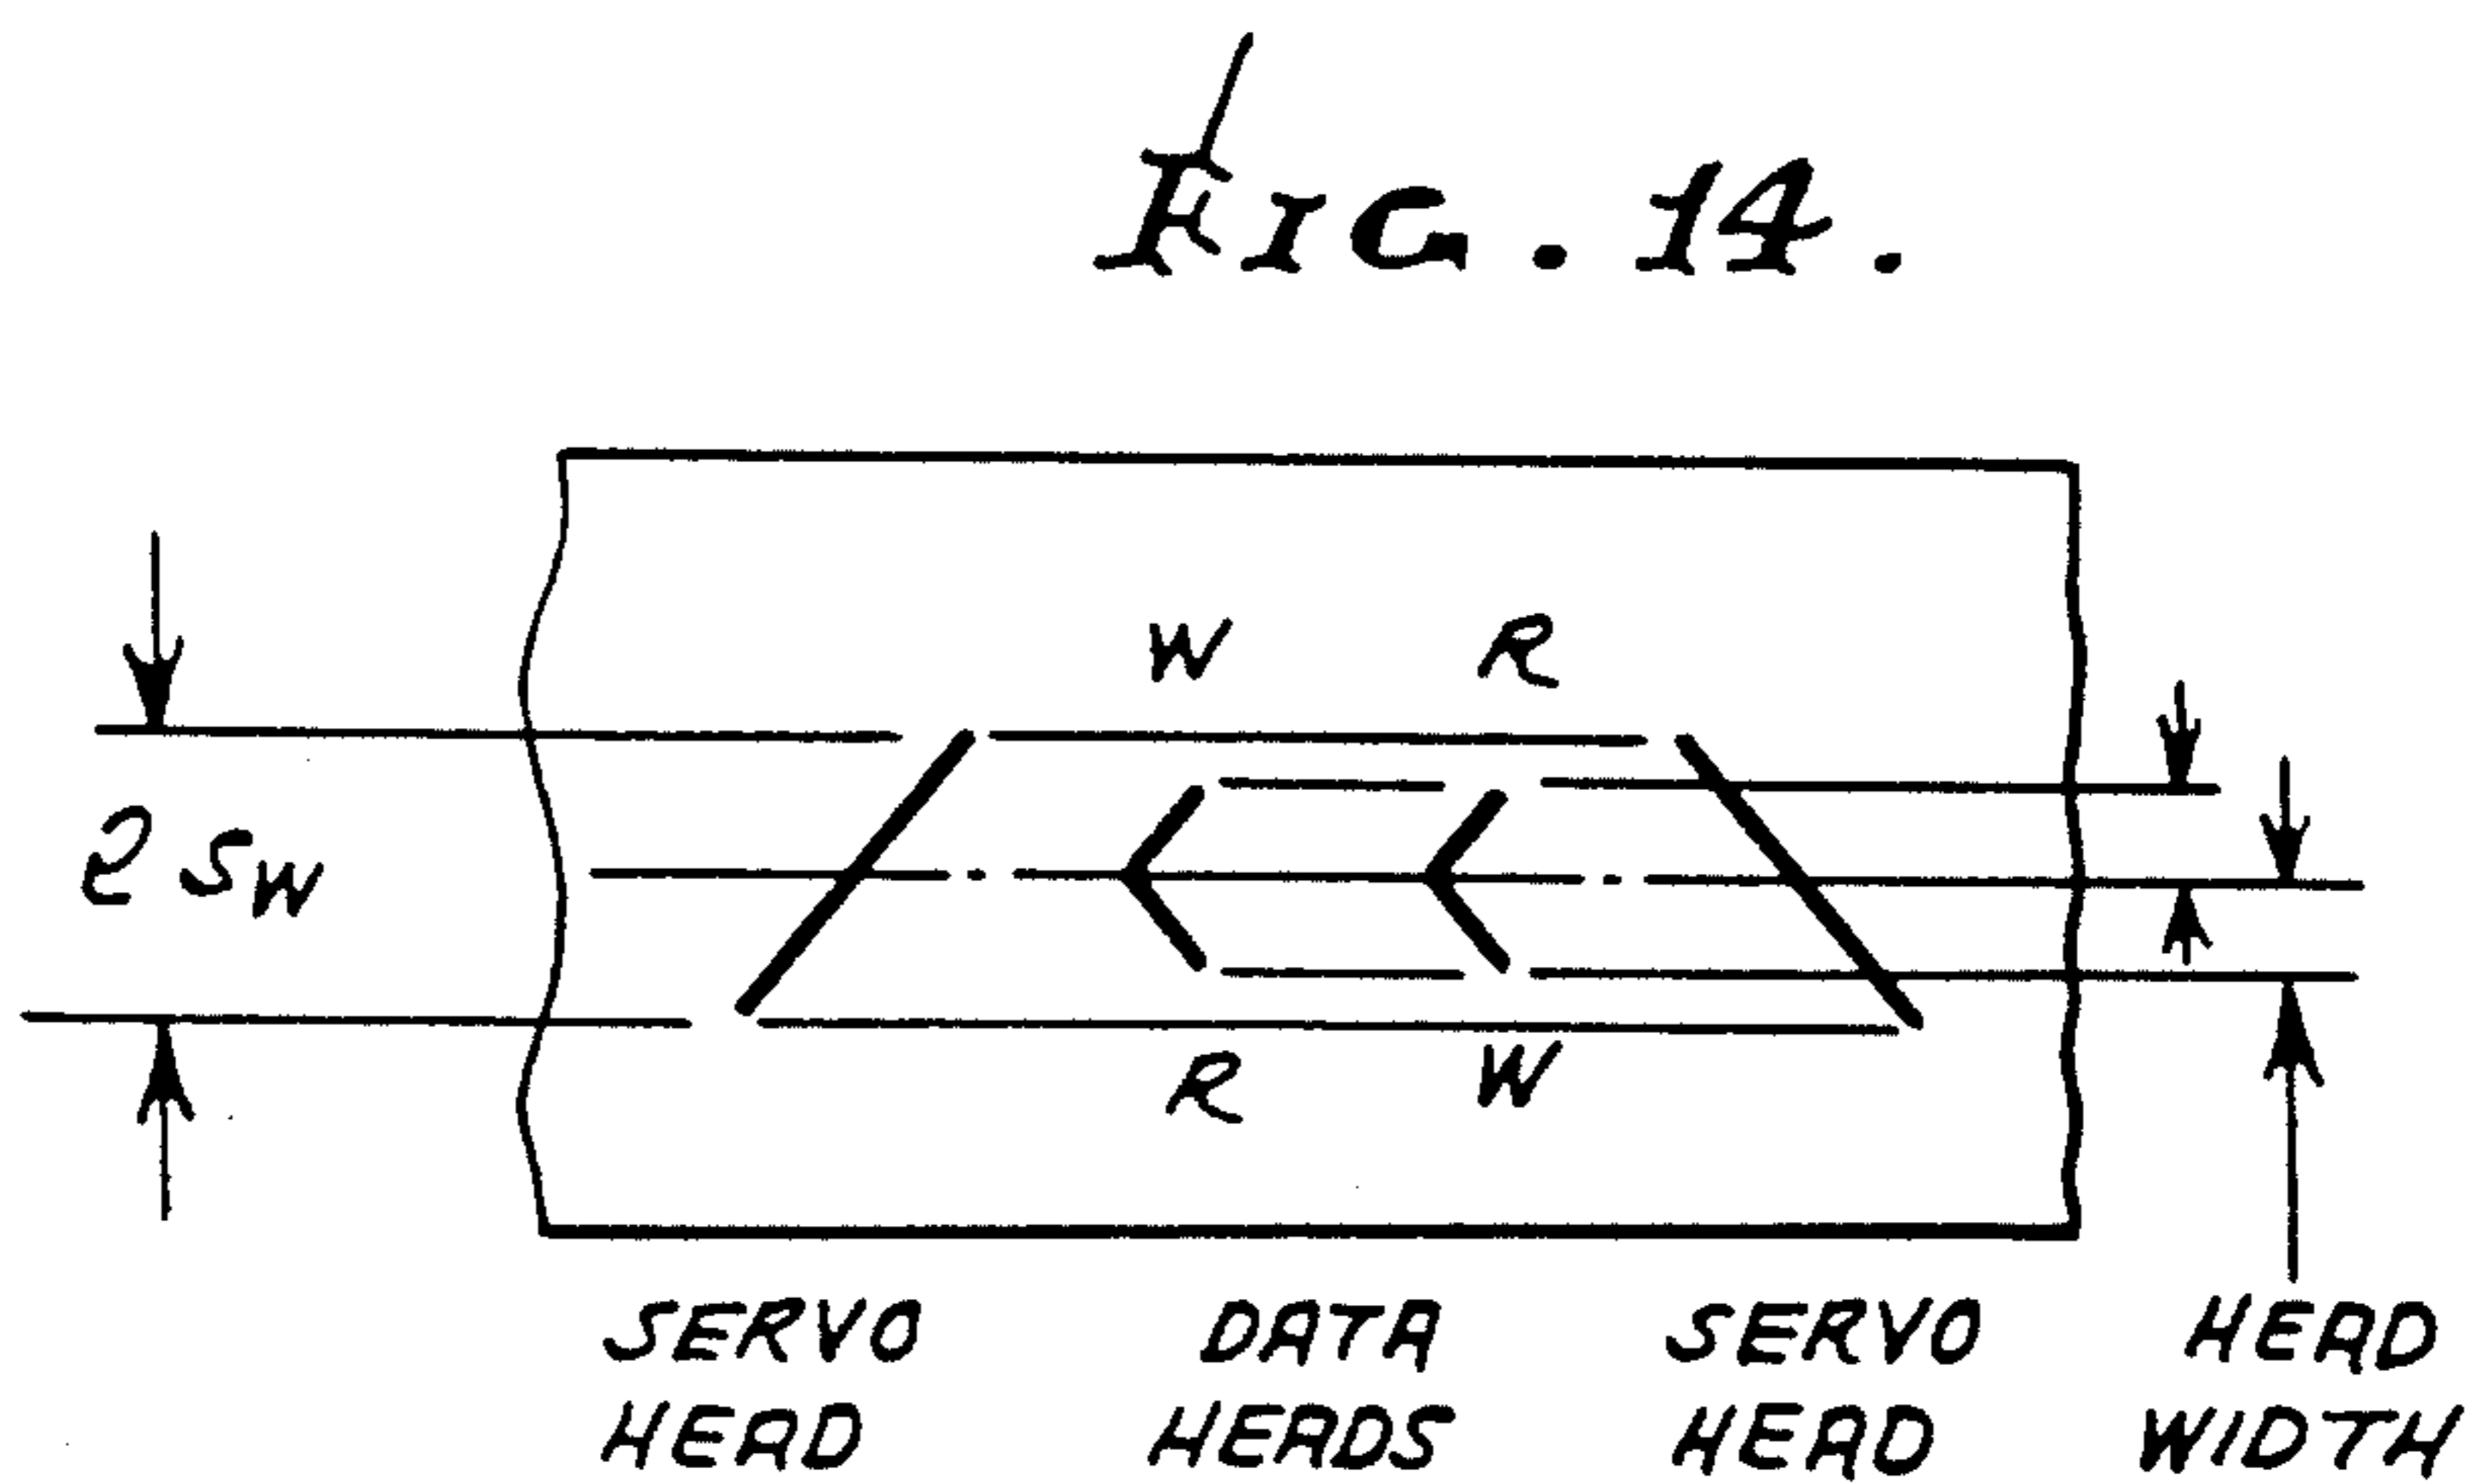 FIG. 14.
W R
2 SW
R W
SERVO HEAD
DATA HEADS
SERVO HEAD
HEAD WIDTH